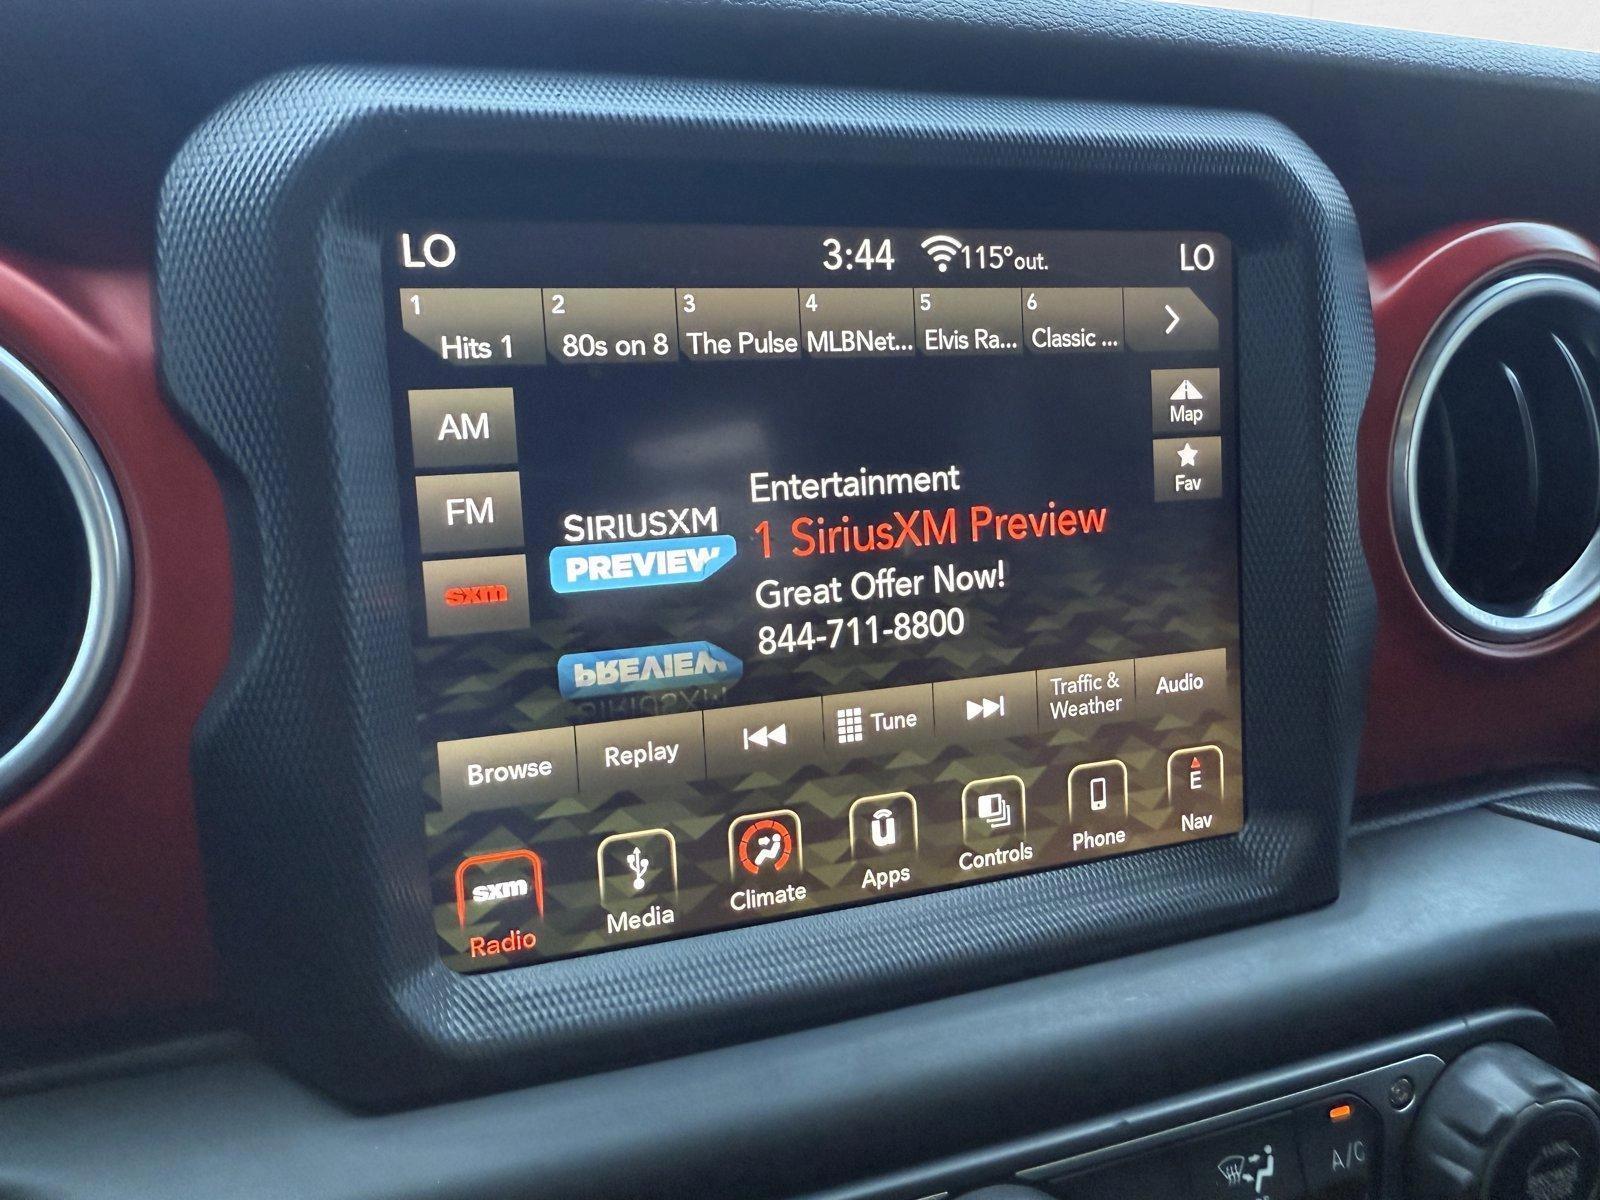 LO 3:44 115° out. LO
1 2 3 4 5 6
Hits 1 80s on 8 The Pulse MLBNet... Elvis Ra... Classic ...
AM
Map
FM
Fav
sxm
SIRIUSXM
PREVIEW
Entertainment
1 SiriusXM Preview
Great Offer Now!
844-711-8800
PREVIEW
SIRIUSXM
Browse Replay Tune Traffic & Weather Audio
sxm E
Radio Media Climate Apps Controls Phone Nav
A/C